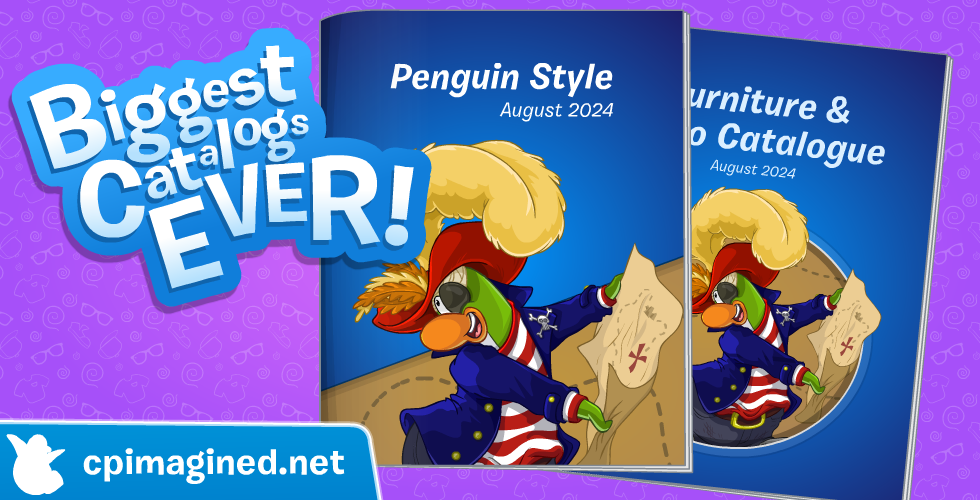 Biggest
Catalogs
EVER!
Penguin Style
August 2024
urniture &
o Catalogue
August 2024
cpimagined.net